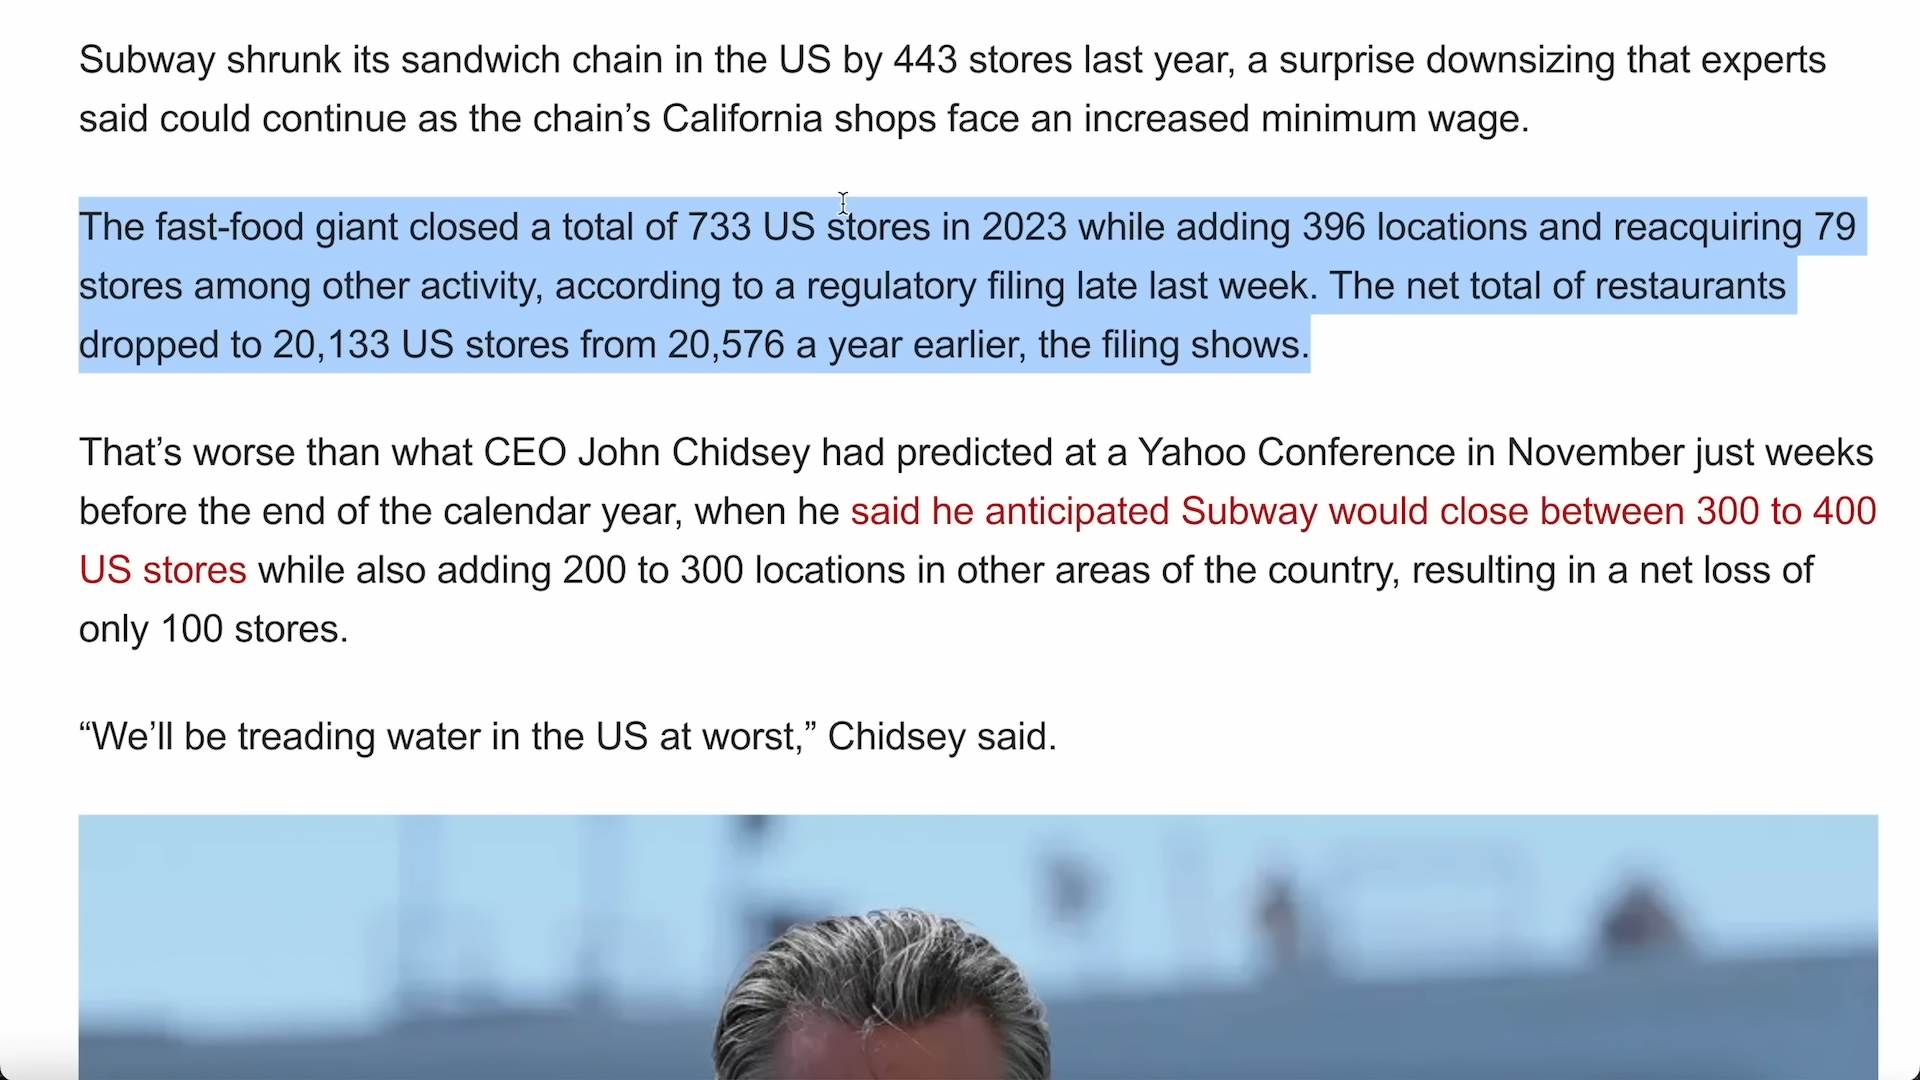 Subway shrunk its sandwich chain in the US by 443 stores last year, a surprise downsizing that experts
said could continue as the chain’s California shops face an increased minimum wage.
The fast-food giant closed a total of 733 US stores in 2023 while adding 396 locations and reacquiring 79
stores among other activity, according to a regulatory filing late last week. The net total of restaurants
dropped to 20,133 US stores from 20,576 a year earlier, the filing shows.
That’s worse than what CEO John Chidsey had predicted at a Yahoo Conference in November just weeks
before the end of the calendar year, when he said he anticipated Subway would close between 300 to 400
US stores while also adding 200 to 300 locations in other areas of the country, resulting in a net loss of
only 100 stores.
“We’ll be treading water in the US at worst,” Chidsey said.